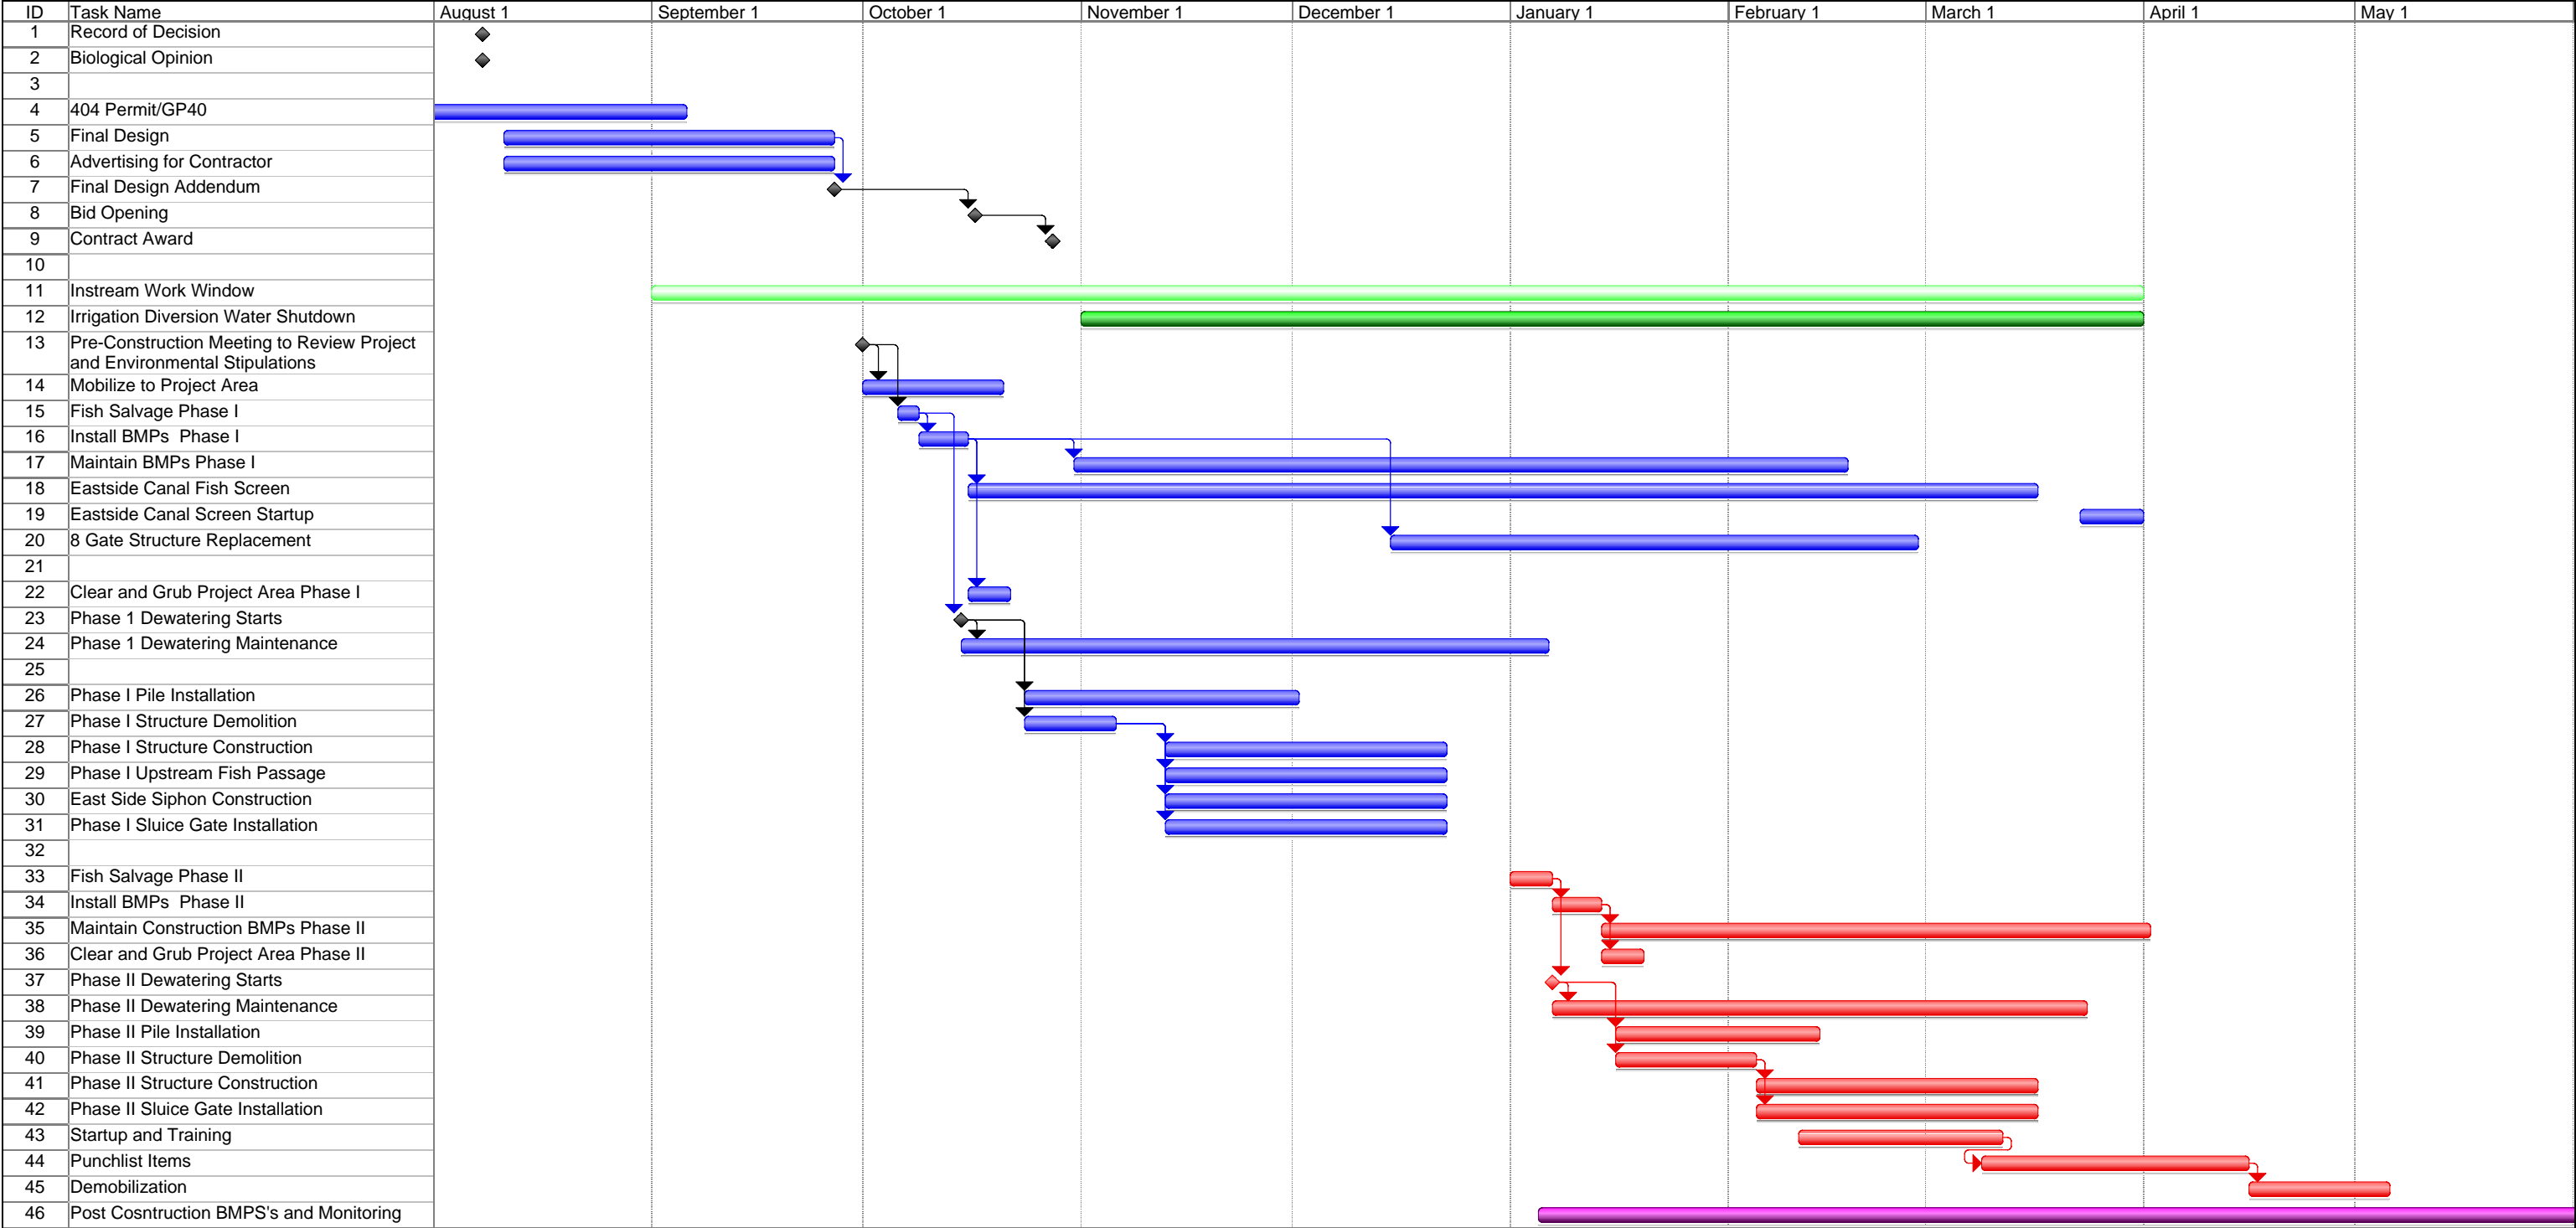 ID Task Name August 1 September 1 October 1 November 1 December 1 January 1 February 1 March 1 April 1 May 1
1 Record of Decision
2 Biological Opinion
3
4 404 Permit/GP40
5 Final Design
6 Advertising for Contractor
7 Final Design Addendum
8 Bid Opening
9 Contract Award
10
11 Instream Work Window
12 Irrigation Diversion Water Shutdown
13 Pre-Construction Meeting to Review Project
and Environmental Stipulations
14 Mobilize to Project Area
15 Fish Salvage Phase I
16 Install BMPs Phase I
17 Maintain BMPs Phase I
18 Eastside Canal Fish Screen
19 Eastside Canal Screen Startup
20 8 Gate Structure Replacement
21
22 Clear and Grub Project Area Phase I
23 Phase 1 Dewatering Starts
24 Phase 1 Dewatering Maintenance
25
26 Phase I Pile Installation
27 Phase I Structure Demolition
28 Phase I Structure Construction
29 Phase I Upstream Fish Passage
30 East Side Siphon Construction
31 Phase I Sluice Gate Installation
32
33 Fish Salvage Phase II
34 Install BMPs Phase II
35 Maintain Construction BMPs Phase II
36 Clear and Grub Project Area Phase II
37 Phase II Dewatering Starts
38 Phase II Dewatering Maintenance
39 Phase II Pile Installation
40 Phase II Structure Demolition
41 Phase II Structure Construction
42 Phase II Sluice Gate Installation
43 Startup and Training
44 Punchlist Items
45 Demobilization
46 Post Cosntruction BMPS's and Monitoring